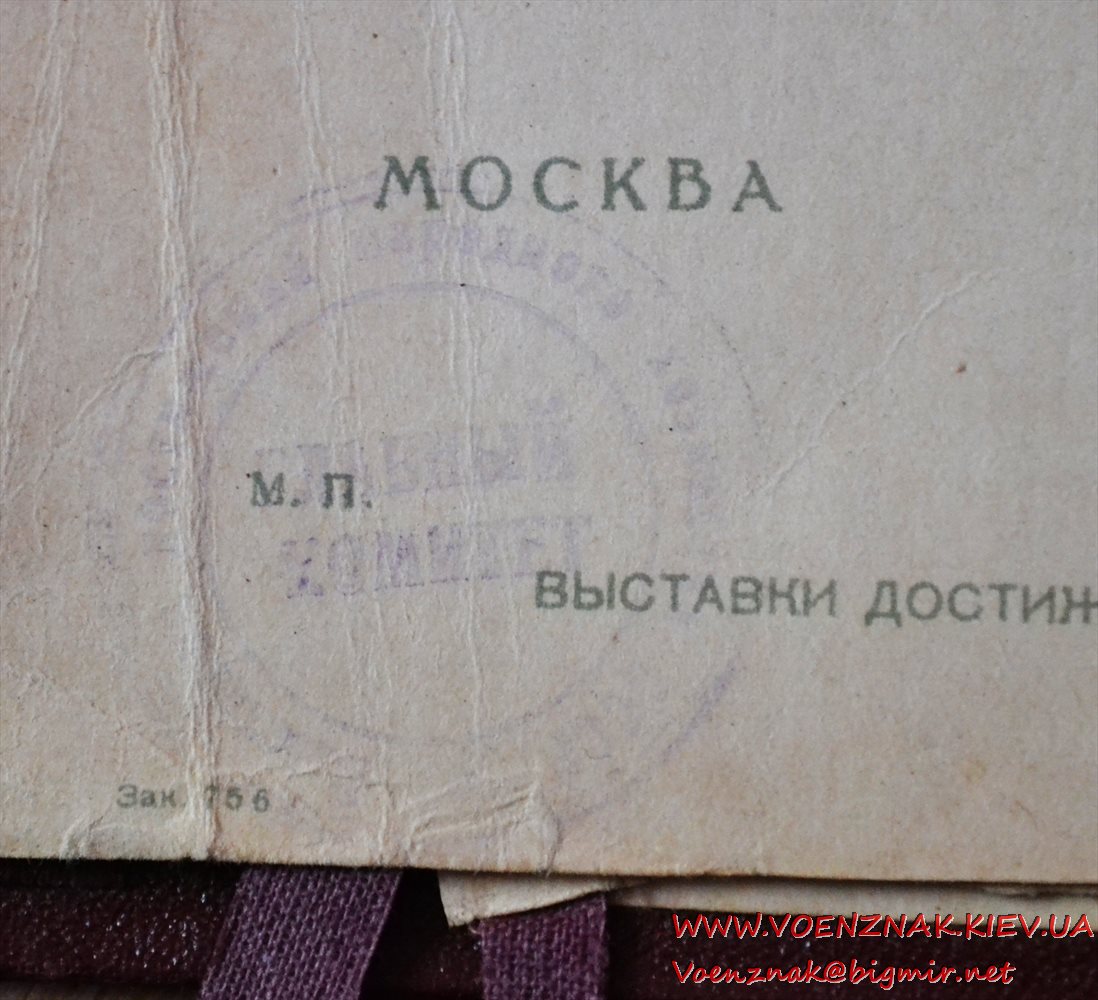 МОСКВА
М. П.
ВЫСТАВКИ ДОСТИЖ
Зак. 756
WWW.VOENZNAK.KIEV.UA
Voenznak@bigmir.net